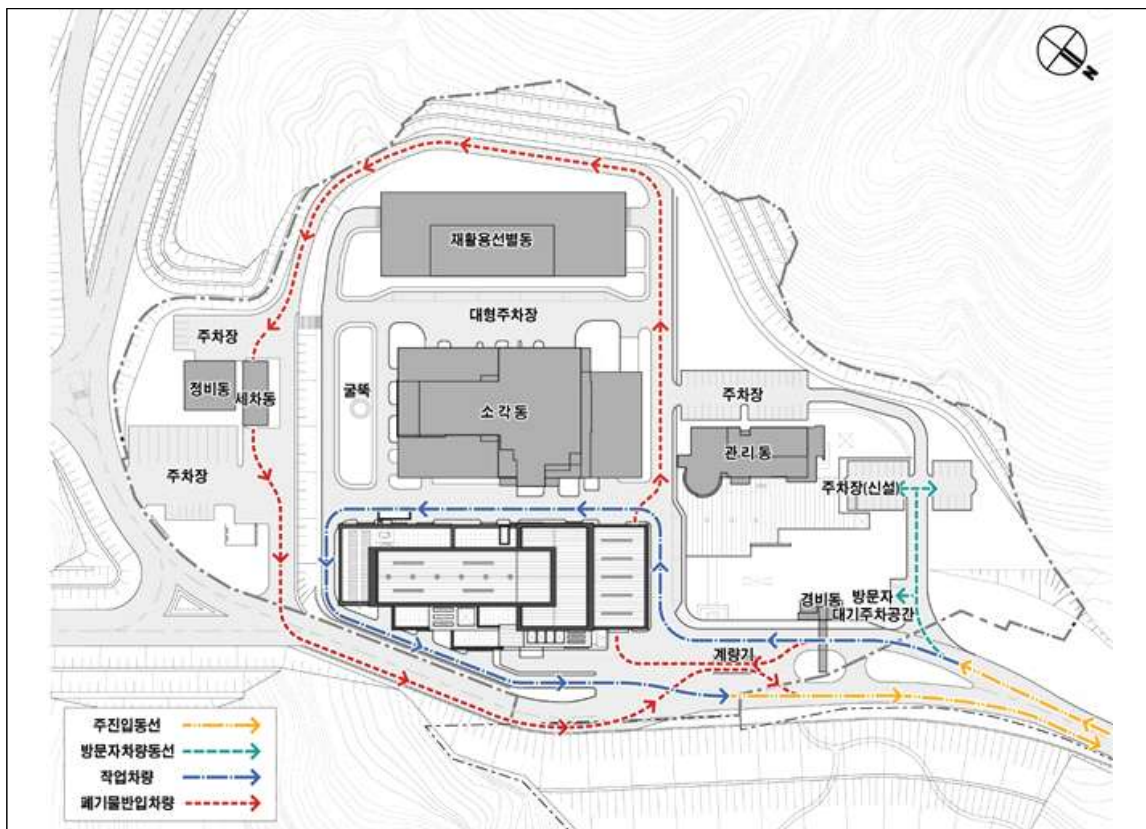 N
재활용선별동
대형주차장
주차장
정비동
세차동
굴뚝
소각동
주차장
관리동
주차장
주차장(신설)
경비동
방문자
대기주차공간
계량기
주진입동선
방문자차량동선
작업차량
폐기물반입차량